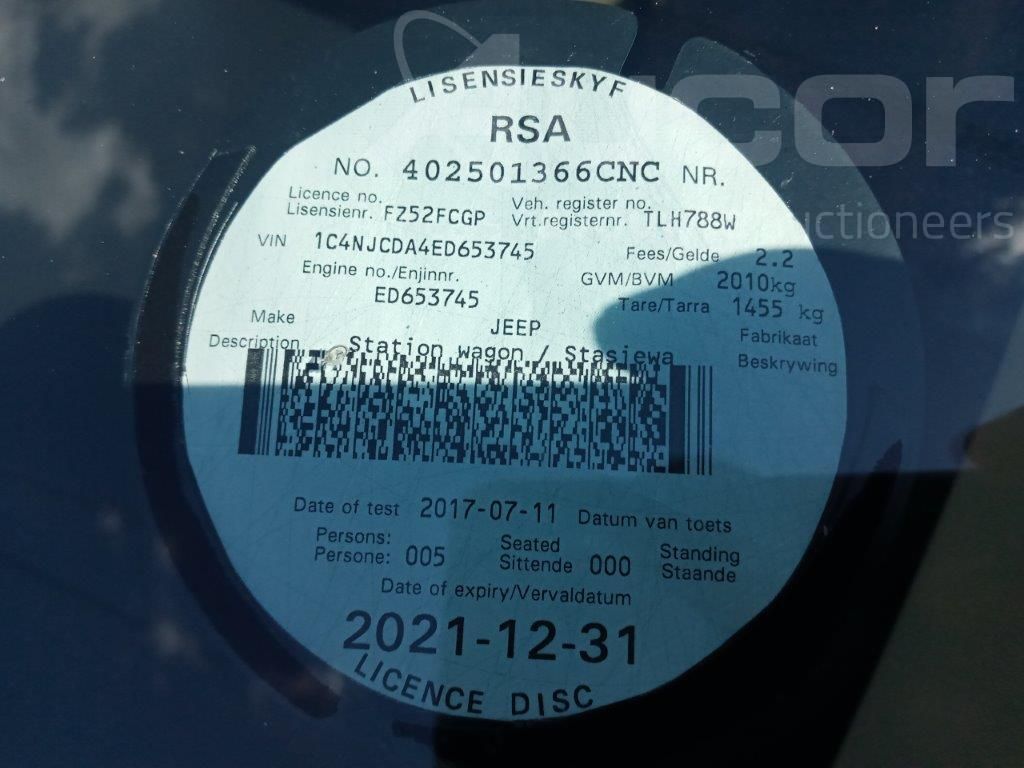 LISENSIESKYF
RSA
NO. 402501366CNC NR.
Licence no. Veh. register no.
Lisensienr. FZ52FCGP Vrt.registernr. TLH788W
VIN 1C4NJCDA4ED653745 Fees/Gelde 2.2
Engine no./Enjinnr. GVM/BVM 2010kg
ED653745 Tare/Tarra 1455 kg
Make JEEP Fabrikaat
Description Station wagon / Stasiewa Beskrywing
Date of test 2017-07-11 Datum van toets
Persons: Seated Standing
Persone: 005 Sittende 000 Staande
Date of expiry/Vervaldatum
2021-12-31
LICENCE DISC